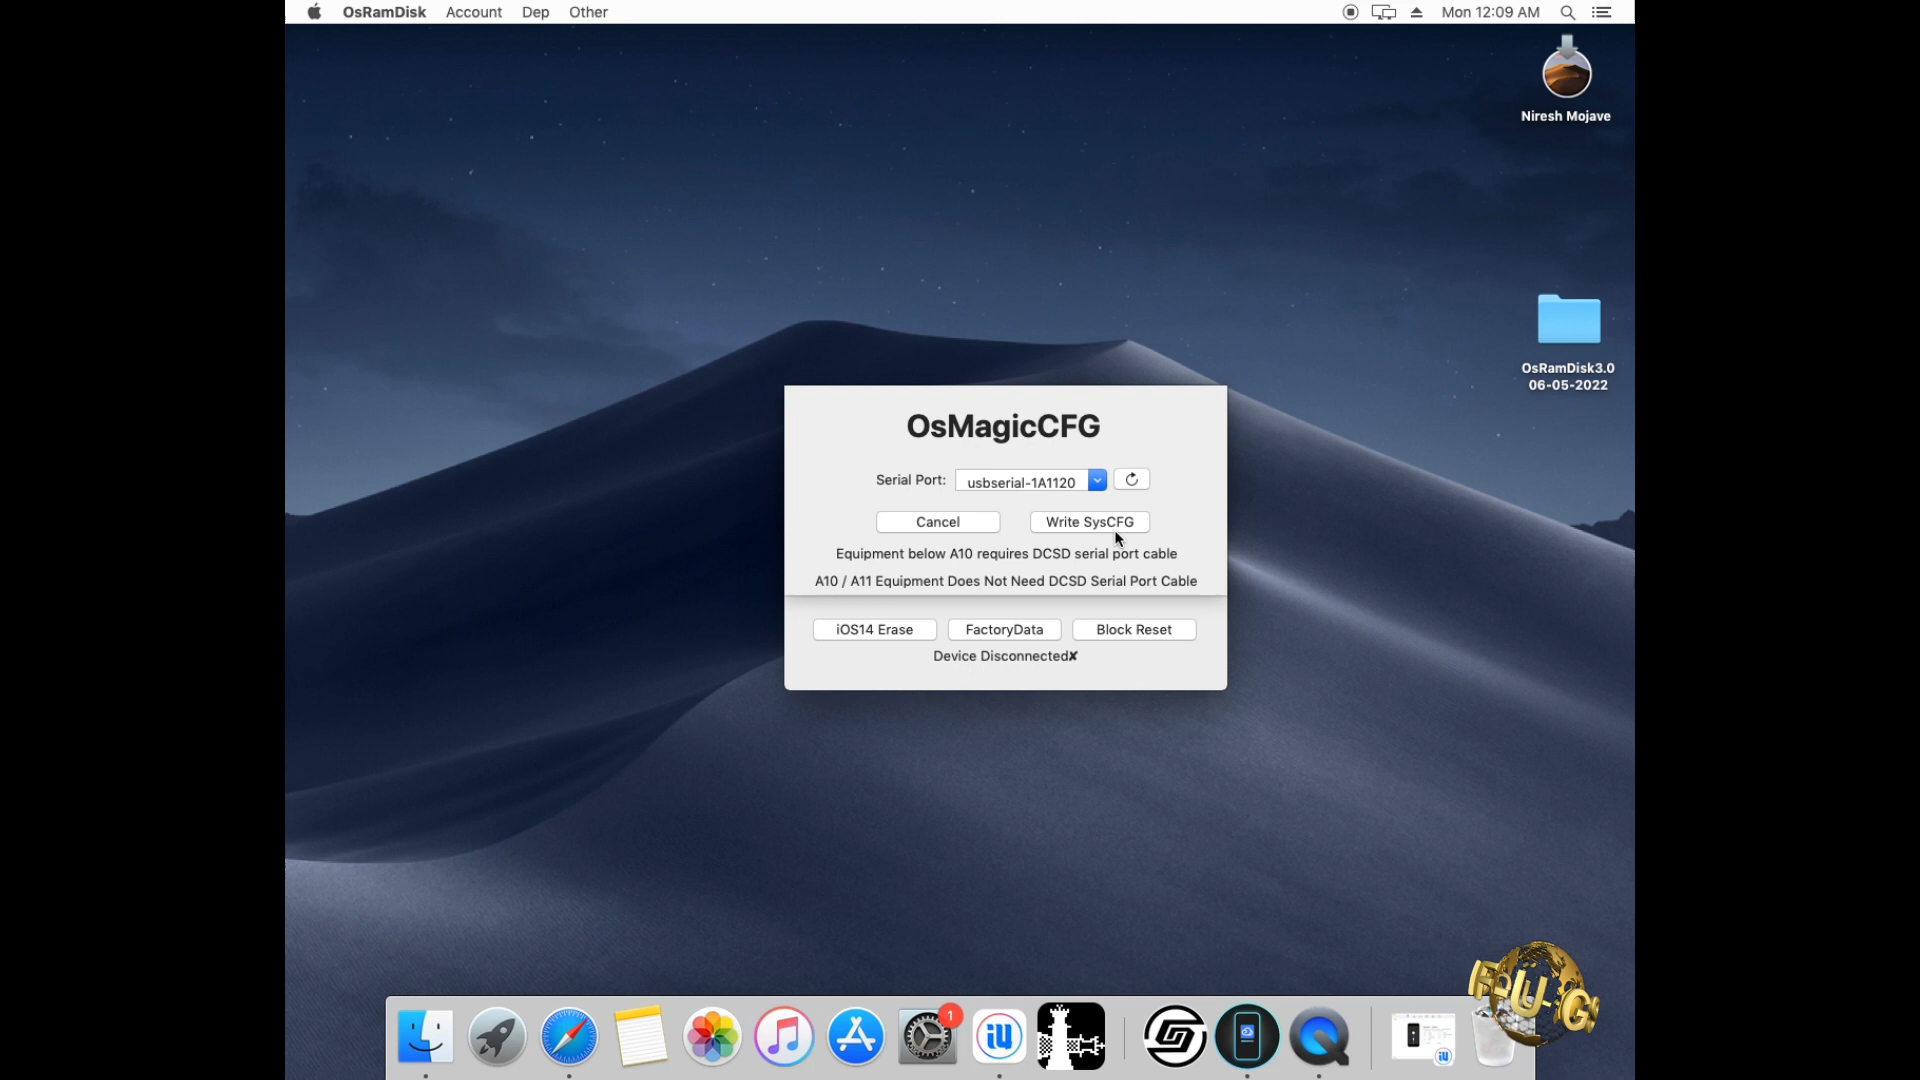 OsRamDisk Account Dep Other Mon 12:09 AM
Niresh Mojave
OsRamDisk3.0
06-05-2022
OsMagicCFG
Serial Port: usbserial-1A1120
Cancel Write SysCFG
Equipment below A10 requires DCSD serial port cable
A10 / A11 Equipment Does Not Need DCSD Serial Port Cable
iOS14 Erase FactoryData Block Reset
Device Disconnected✘
1